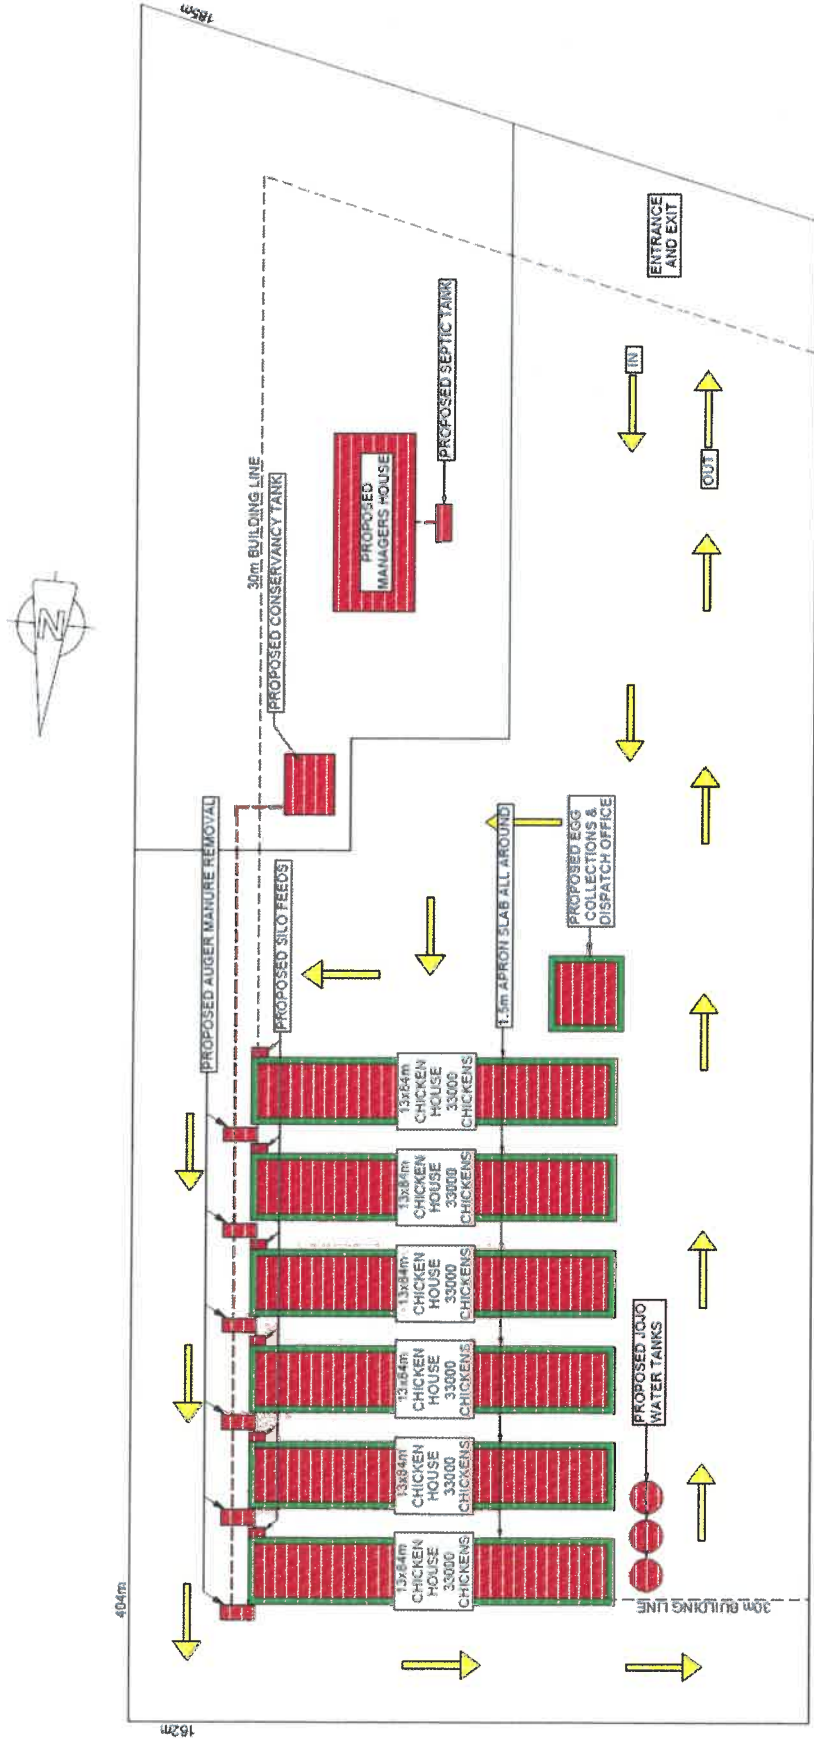 185m
N
30m BUILDING LINE
PROPOSED CONSERVANCY TANK
PROPOSED
MANAGERS HOUSE
PROPOSED SEPTIC TANK
ENTRANCE
AND EXIT
IN
OUT
PROPOSED AUGER MANURE REMOVAL
PROPOSED SILO FEEDS
1.5m APRON SLAB ALL AROUND
PROPOSED EGG
COLLECTIONS &
DISPATCH OFFICE
13x84m
CHICKEN
HOUSE
33000
CHICKENS
13x84m
CHICKEN
HOUSE
33000
CHICKENS
13x84m
CHICKEN
HOUSE
33000
CHICKENS
13x84m
CHICKEN
HOUSE
33000
CHICKENS
13x84m
CHICKEN
HOUSE
33000
CHICKENS
13x84m
CHICKEN
HOUSE
33000
CHICKENS
PROPOSED JOJO
WATER TANKS
30m BUILDING LINE
404m
162m